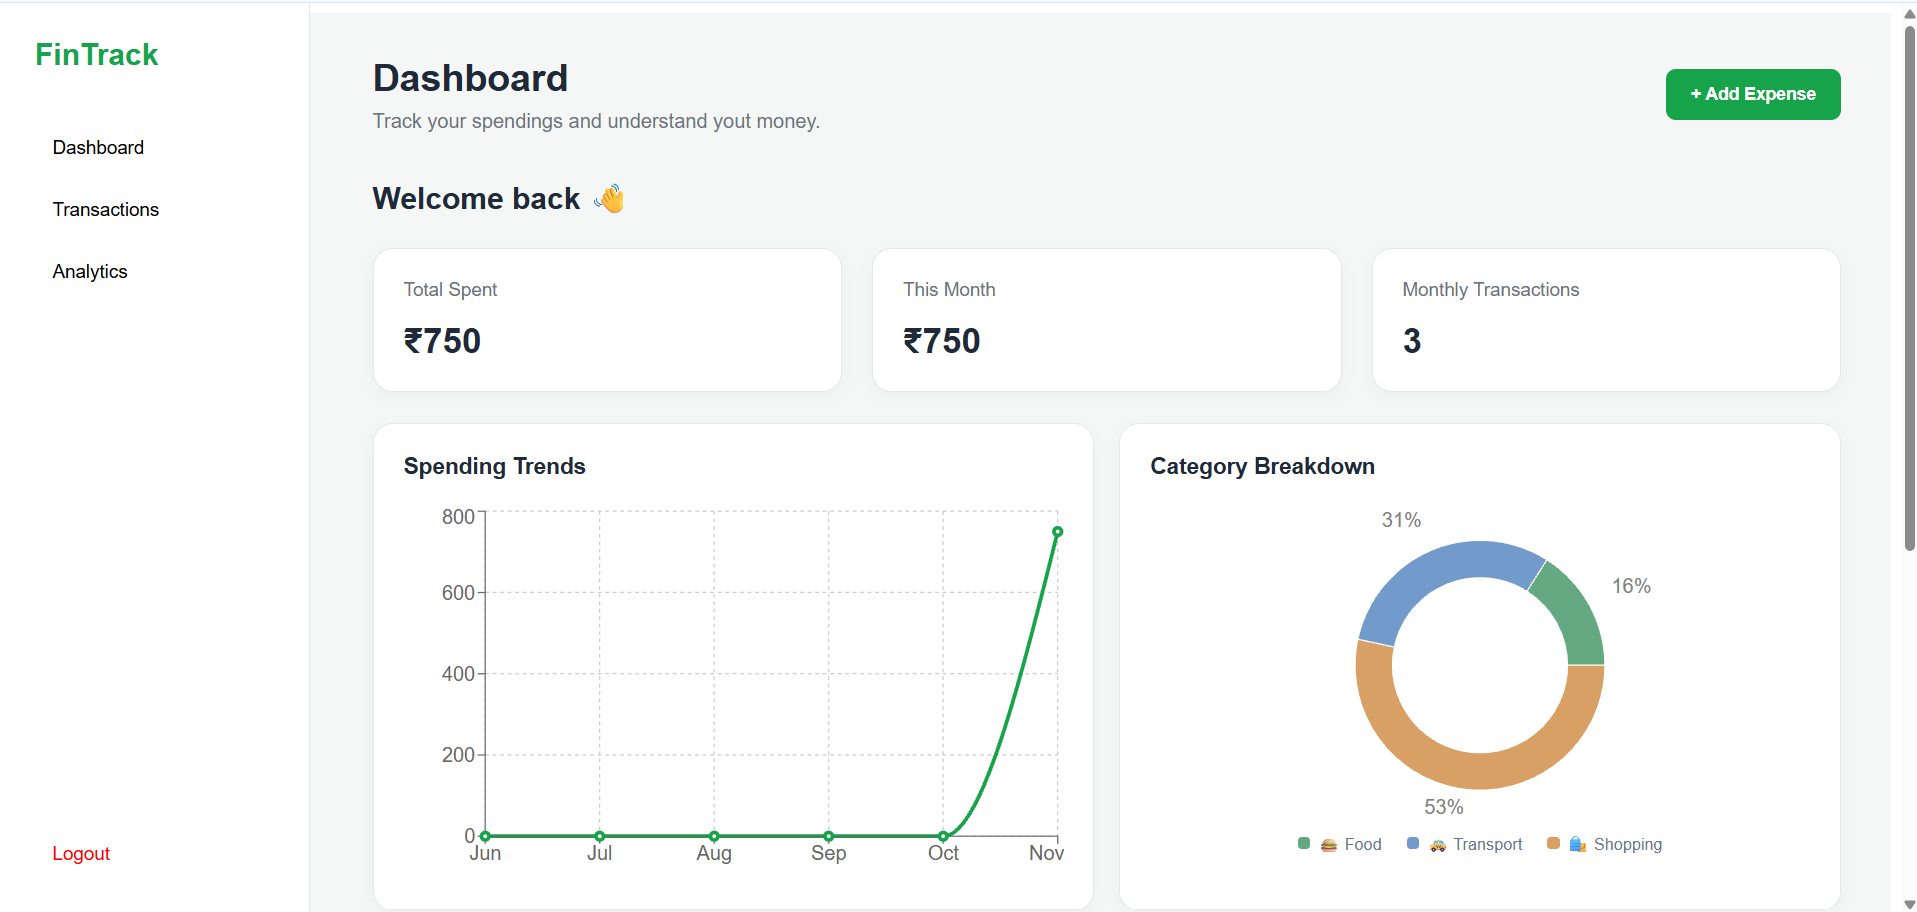 FinTrack
Dashboard
Transactions
Analytics
Logout
Dashboard
Track your spendings and understand yout money.
+ Add Expense
Welcome back 👋
Total Spent
₹750
This Month
₹750
Monthly Transactions
3
Spending Trends
800
600
400
200
0
Jun Jul Aug Sep Oct Nov
Category Breakdown
31%
16%
53%
🍔 Food 🚕 Transport 🛍️ Shopping